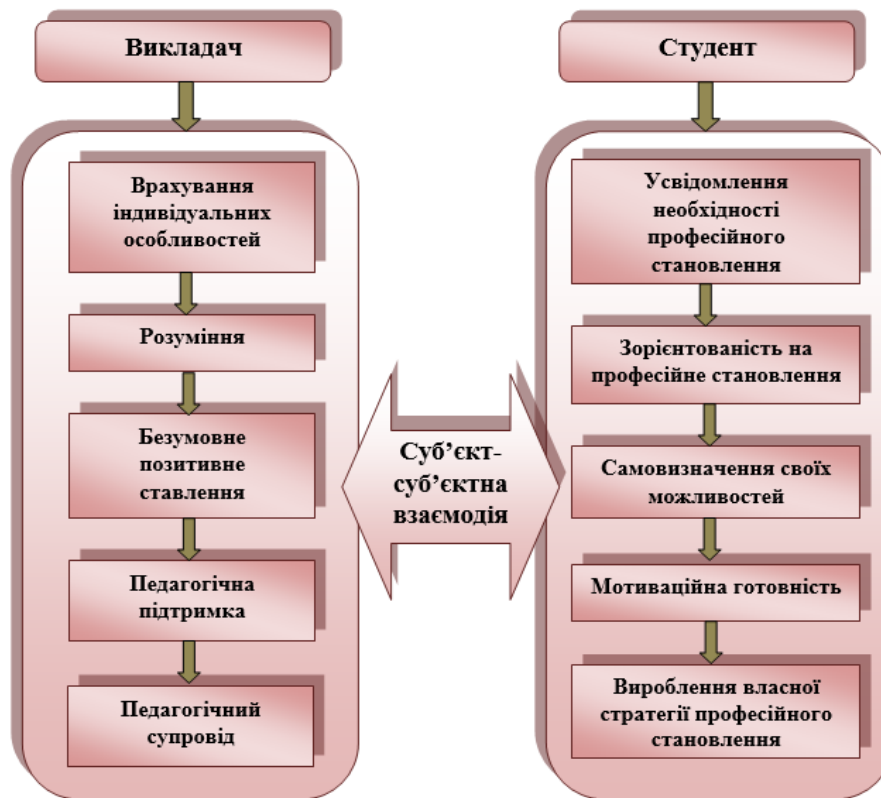 Викладач
Врахування
індивідуальних
особливостей
Розуміння
Безумовне
позитивне
ставлення
Педагогічна
підтримка
Педагогічний
супровід
Суб’єкт-
суб’єктна
взаємодія
Студент
Усвідомлення
необхідності
професійного
становлення
Зорієнтованість на
професійне становлення
Самовизначення своїх
можливостей
Мотиваційна готовність
Вироблення власної
стратегії професійного
становлення